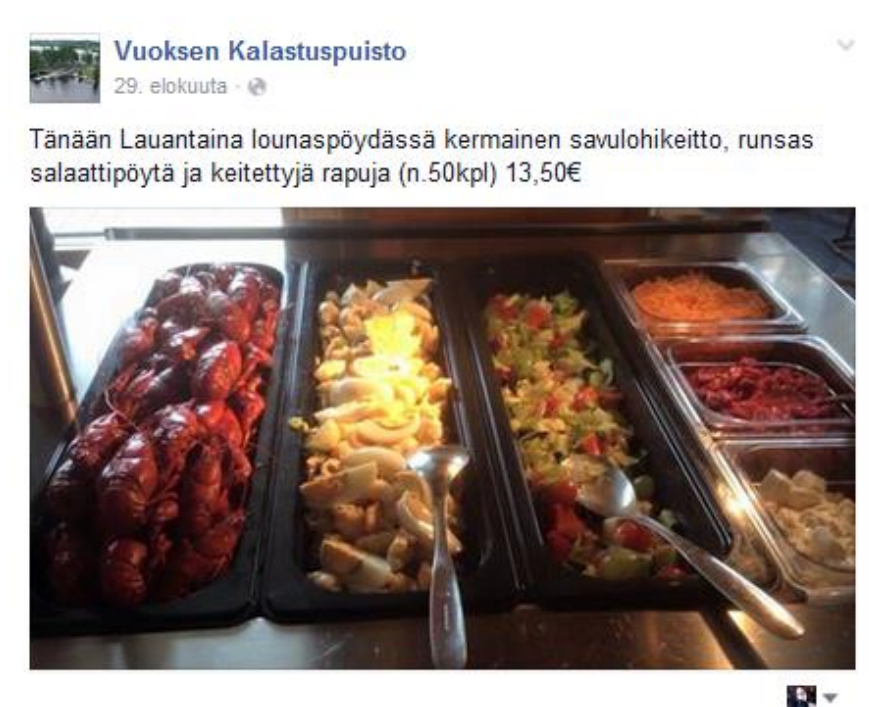 Vuoksen Kalastuspuisto
29. elokuuta ·
Tänään Lauantaina lounaspöydässä kermainen savulohikeitto, runsas
salaattipöytä ja keitettyjä rapuja (n.50kpl) 13,50€